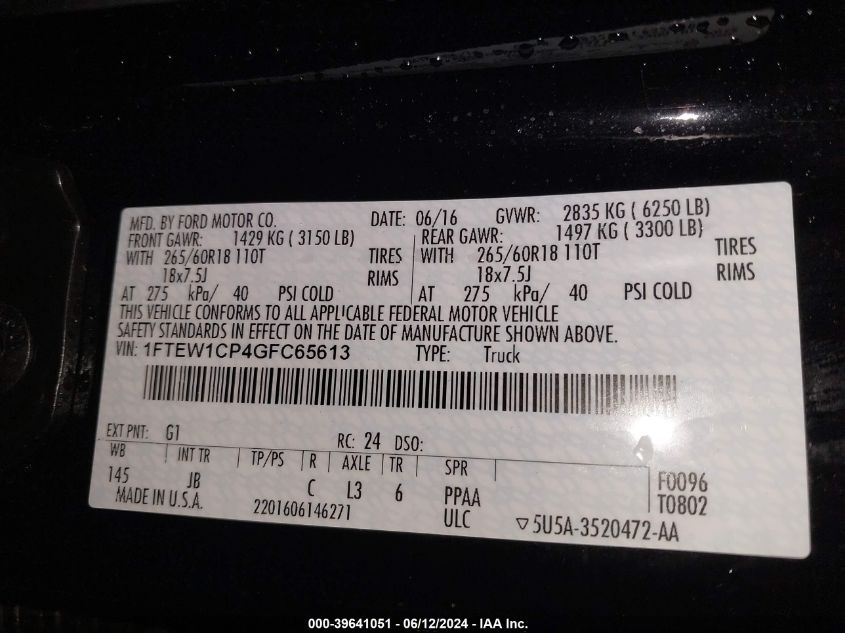 MFD. BY FORD MOTOR CO. DATE: 06/16 GVWR: 2835 KG ( 6250 LB)
FRONT GAWR: 1429 KG ( 3150 LB) REAR GAWR: 1497 KG ( 3300 LB)
WITH 265/60R18 110T TIRES WITH 265/60R18 110T TIRES
18x7.5J RIMS 18x7.5J RIMS
AT 275 kPa/ 40 PSI COLD AT 275 kPa/ 40 PSI COLD
THIS VEHICLE CONFORMS TO ALL APPLICABLE FEDERAL MOTOR VEHICLE
SAFETY STANDARDS IN EFFECT ON THE DATE OF MANUFACTURE SHOWN ABOVE.
VIN: 1FTEW1CP4GFC65613 TYPE: Truck
EXT PNT: G1 RC: 24 DSO:
WB INT TR TP/PS R AXLE TR SPR
145 JB C L3 6 PPAA F0096
MADE IN U.S.A. 2201606146271 ULC T0802
▽ 5U5A-3520472-AA
000-39641051 - 06/12/2024 - IAA Inc.